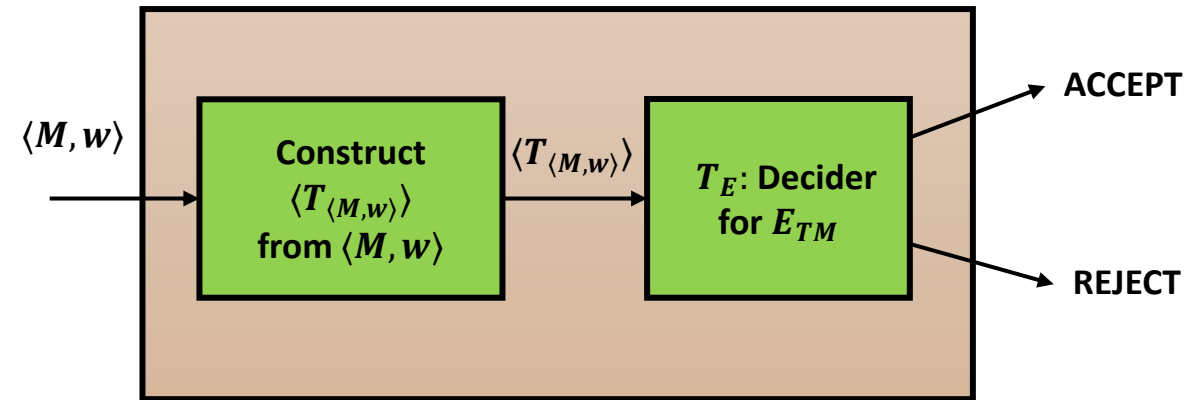 ⟨M, w⟩
Construct
⟨T⟨M,w⟩⟩
from ⟨M, w⟩
⟨T⟨M,w⟩⟩
T_E: Decider
for E_TM
ACCEPT
REJECT